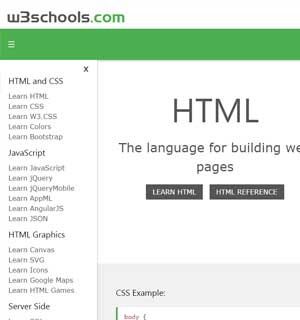 w3schools.com
☰
x
HTML and CSS
Learn HTML
Learn CSS
Learn W3.CSS
Learn Colors
Learn Bootstrap
JavaScript
Learn JavaScript
Learn jQuery
Learn jQueryMobile
Learn AppML
Learn AngularJS
Learn JSON
HTML Graphics
Learn Canvas
Learn SVG
Learn Icons
Learn Google Maps
Learn HTML Games
Server Side
HTML
The language for building we
pages
LEARN HTML HTML REFERENCE
CSS Example:
body {